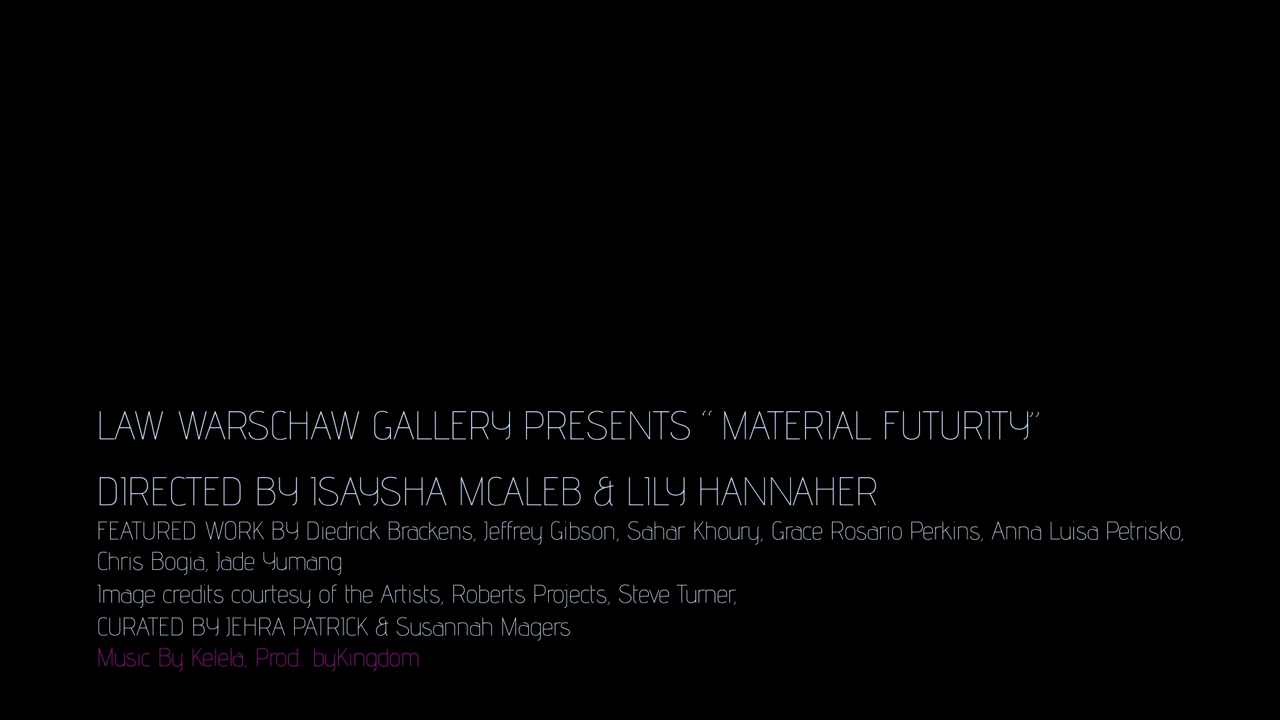 LAW WARSCHAW GALLERY PRESENTS “ MATERIAL FUTURITY”
DIRECTED BY ISAYSHA MCALEB & LILY HANNAHER
FEATURED WORK BY Diedrick Brackens, Jeffrey Gibson, Sahar Khoury, Grace Rosario Perkins, Anna Luisa Petrisko,
Chris Bogia, Jade Yumang
Image credits courtesy of the Artists, Roberts Projects, Steve Turner,
CURATED BY JEHRA PATRICK & Susannah Magers
Music By Kelela, Prod. byKingdom